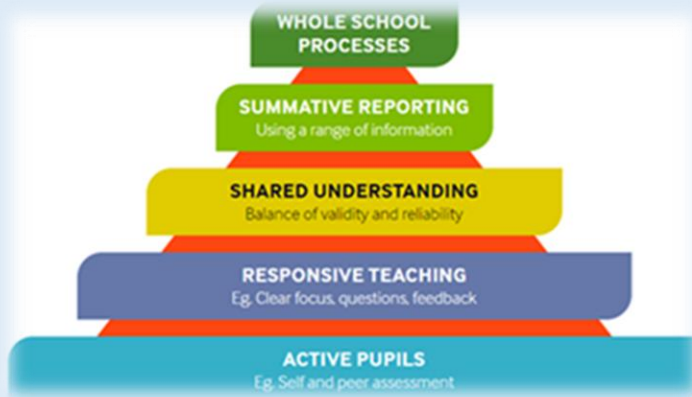 WHOLE SCHOOL
PROCESSES
SUMMATIVE REPORTING
Using a range of information
SHARED UNDERSTANDING
Balance of validity and reliability
RESPONSIVE TEACHING
Eg. Clear focus, questions, feedback
ACTIVE PUPILS
Eg. Self and peer assessment